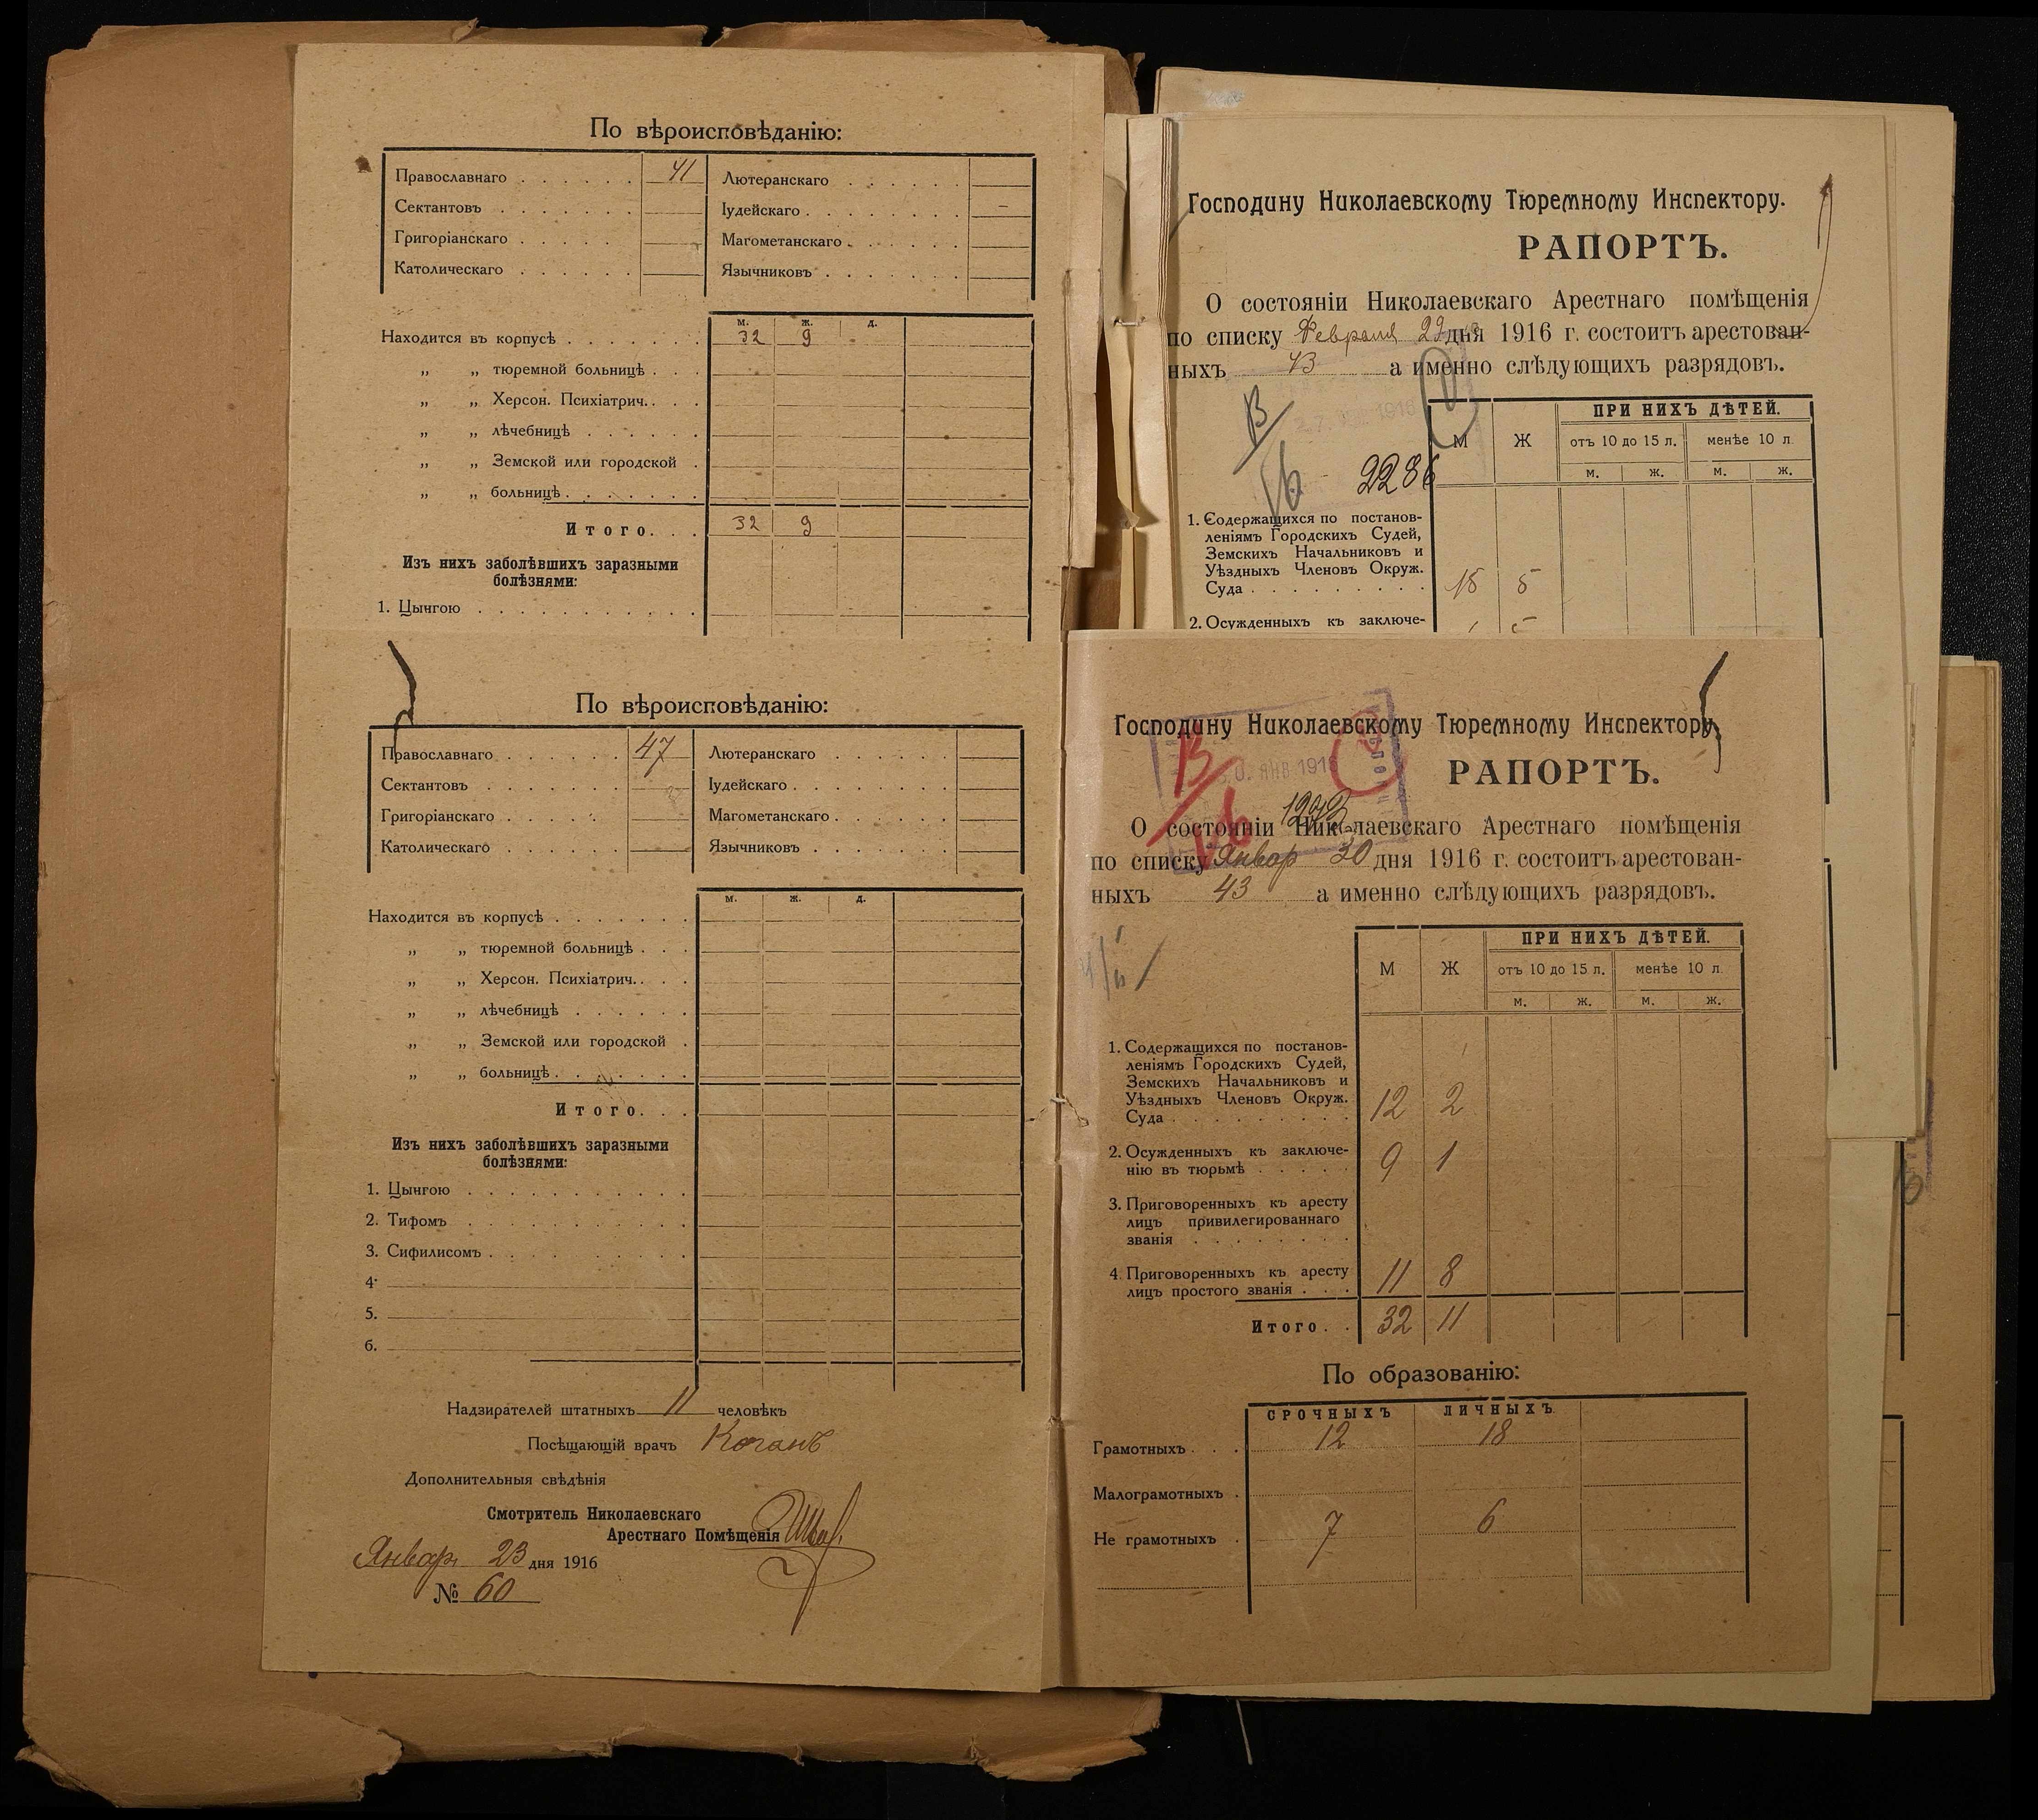 По вѣроисповѣданію:
Православнаго 41 Лютеранскаго
Сектантовъ Іудейскаго
Григоріанскаго Магометанскаго
Католическаго Язычниковъ
м. ж. д.
Находится въ корпусѣ 32 9
„ „ тюремной больницѣ
„ „ Херсон. Психіатрич.
„ „ лѣчебницѣ
„ „ Земской или городской
„ „ больницѣ
Итого 32 9
Изъ нихъ заболѣвшихъ заразными
болѣзнями:
1. Цынгою
По вѣроисповѣданію:
Православнаго 47 Лютеранскаго
Сектантовъ Іудейскаго
Григоріанскаго Магометанскаго
Католическаго Язычниковъ
м. ж. д.
Находится въ корпусѣ
„ „ тюремной больницѣ
„ „ Херсон. Психіатрич.
„ „ лѣчебницѣ
„ „ Земской или городской
„ „ больницѣ
Итого
Изъ нихъ заболѣвшихъ заразными
болѣзнями:
1. Цынгою
2. Тифомъ
3. Сифилисомъ
4.
5.
6.
Надзирателей штатныхъ 11 человѣкъ
Посѣщающій врачъ Коганъ
Дополнительныя свѣдѣнія
Смотритель Николаевскаго
Арестнаго Помѣщенія
Январ. 23 дня 1916
№ 60
Господину Николаевскому Тюремному Инспектору.
РАПОРТЪ.
О состояніи Николаевскаго Арестнаго помѣщенія
по списку Февраля 29 дня 1916 г. состоитъ арестован-
ныхъ 43 а именно слѣдующихъ разрядовъ.
2286
М Ж ПРИ НИХЪ ДѢТЕЙ.
отъ 10 до 15 л. менѣе 10 л.
м. ж. м. ж.
1. Содержащихся по постанов-
леніямъ Городскихъ Судей,
Земскихъ Начальниковъ и
Уѣздныхъ Членовъ Окруж.
Суда 15 5
2. Осужденныхъ къ заключе-
Господину Николаевскому Тюремному Инспектору
ЯНВ 1916
РАПОРТЪ.
О состояніи Николаевскаго Арестнаго помѣщенія
по списку Январ 30 дня 1916 г. состоитъ арестован-
ныхъ 43 а именно слѣдующихъ разрядовъ.
М Ж ПРИ НИХЪ ДѢТЕЙ.
отъ 10 до 15 л. менѣе 10 л.
м. ж. м. ж.
1. Содержащихся по постанов-
леніямъ Городскихъ Судей,
Земскихъ Начальниковъ и
Уѣздныхъ Членовъ Окруж.
Суда 12 2
2. Осужденныхъ къ заключе-
нію въ тюрьмѣ 9 1
3. Приговоренныхъ къ аресту
лицъ привилегированнаго
званія
4. Приговоренныхъ къ аресту
лицъ простого званія 11 8
Итого 32 11
По образованію:
СРОЧНЫХЪ ЛИЧНЫХЪ
Грамотныхъ 12 18
Малограмотныхъ
Не грамотныхъ 7 6